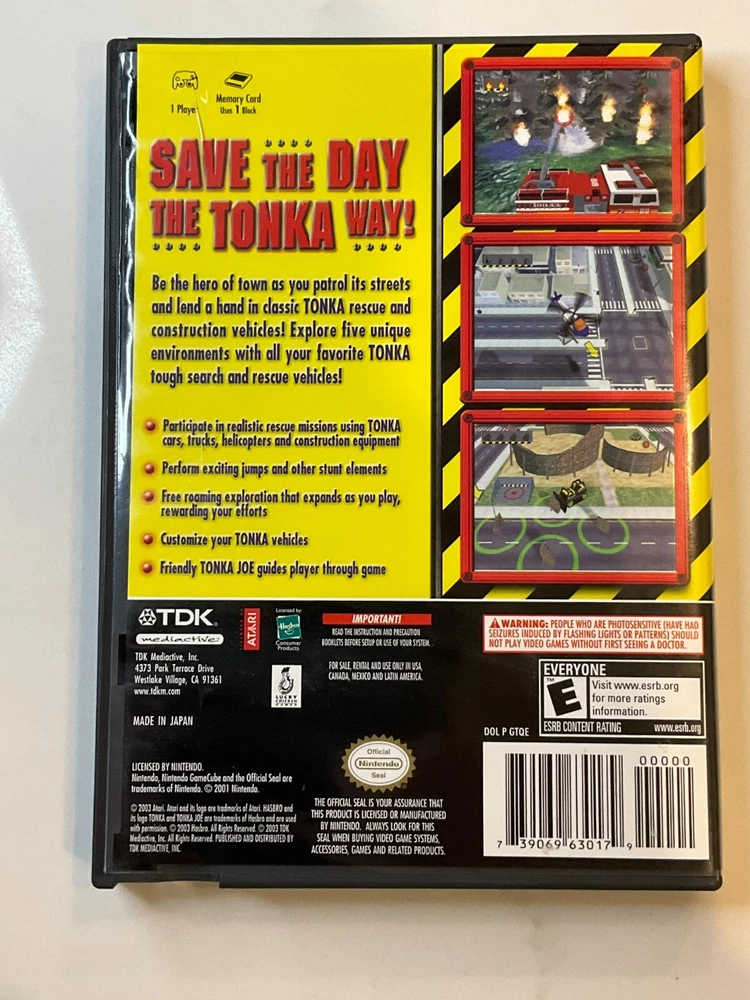 1 Player
Memory Card
Uses 1 Block
SAVE THE DAY
THE TONKA WAY!
Be the hero of town as you patrol its streets
and lend a hand in classic TONKA rescue and
construction vehicles! Explore five unique
environments with all your favorite TONKA
tough search and rescue vehicles!
Participate in realistic rescue missions using TONKA
cars, trucks, helicopters and construction equipment
Perform exciting jumps and other stunt elements
Free roaming exploration that expands as you play,
rewarding your efforts
Customize your TONKA vehicles
Friendly TONKA JOE guides player through game
TDK
mediactive
TDK Mediactive, Inc.
4373 Park Terrace Drive
Westlake Village, CA 91361
www.tdkm.com
MADE IN JAPAN
ATARI
Licensed by:
Hasbro
Consumer
Products
LUCKY
CHICKEN
GAMES
IMPORTANT!
READ THE INSTRUCTION AND PRECAUTION
BOOKLETS BEFORE SETUP OR USE OF YOUR SYSTEM.
FOR SALE, RENTAL AND USE ONLY IN USA,
CANADA, MEXICO AND LATIN AMERICA.
WARNING: PEOPLE WHO ARE PHOTOSENSITIVE (HAVE HAD
SEIZURES INDUCED BY FLASHING LIGHTS OR PATTERNS) SHOULD
NOT PLAY VIDEO GAMES WITHOUT FIRST SEEING A DOCTOR.
EVERYONE
TM
E
Visit www.esrb.org
for more ratings
information.
ESRB CONTENT RATING www.esrb.org
DOL P GTQE
LICENSED BY NINTENDO.
Nintendo, Nintendo GameCube and the Official Seal are
trademarks of Nintendo. © 2001 Nintendo.
© 2003 Atari. Atari and its logo are trademarks of Atari. HASBRO and
its logo TONKA and TONKA JOE are trademarks of Hasbro and are used
with permission. © 2003 Hasbro. All Rights Reserved. © 2003 TDK
Mediactive, Inc. All Rights Reserved. PUBLISHED AND DISTRIBUTED BY
TDK MEDIACTIVE, INC.
Official
Nintendo
Seal
THE OFFICIAL SEAL IS YOUR ASSURANCE THAT
THIS PRODUCT IS LICENSED OR MANUFACTURED
BY NINTENDO. ALWAYS LOOK FOR THIS
SEAL WHEN BUYING VIDEO GAME SYSTEMS,
ACCESSORIES, GAMES AND RELATED PRODUCTS.
00000
7 39069 63017 9